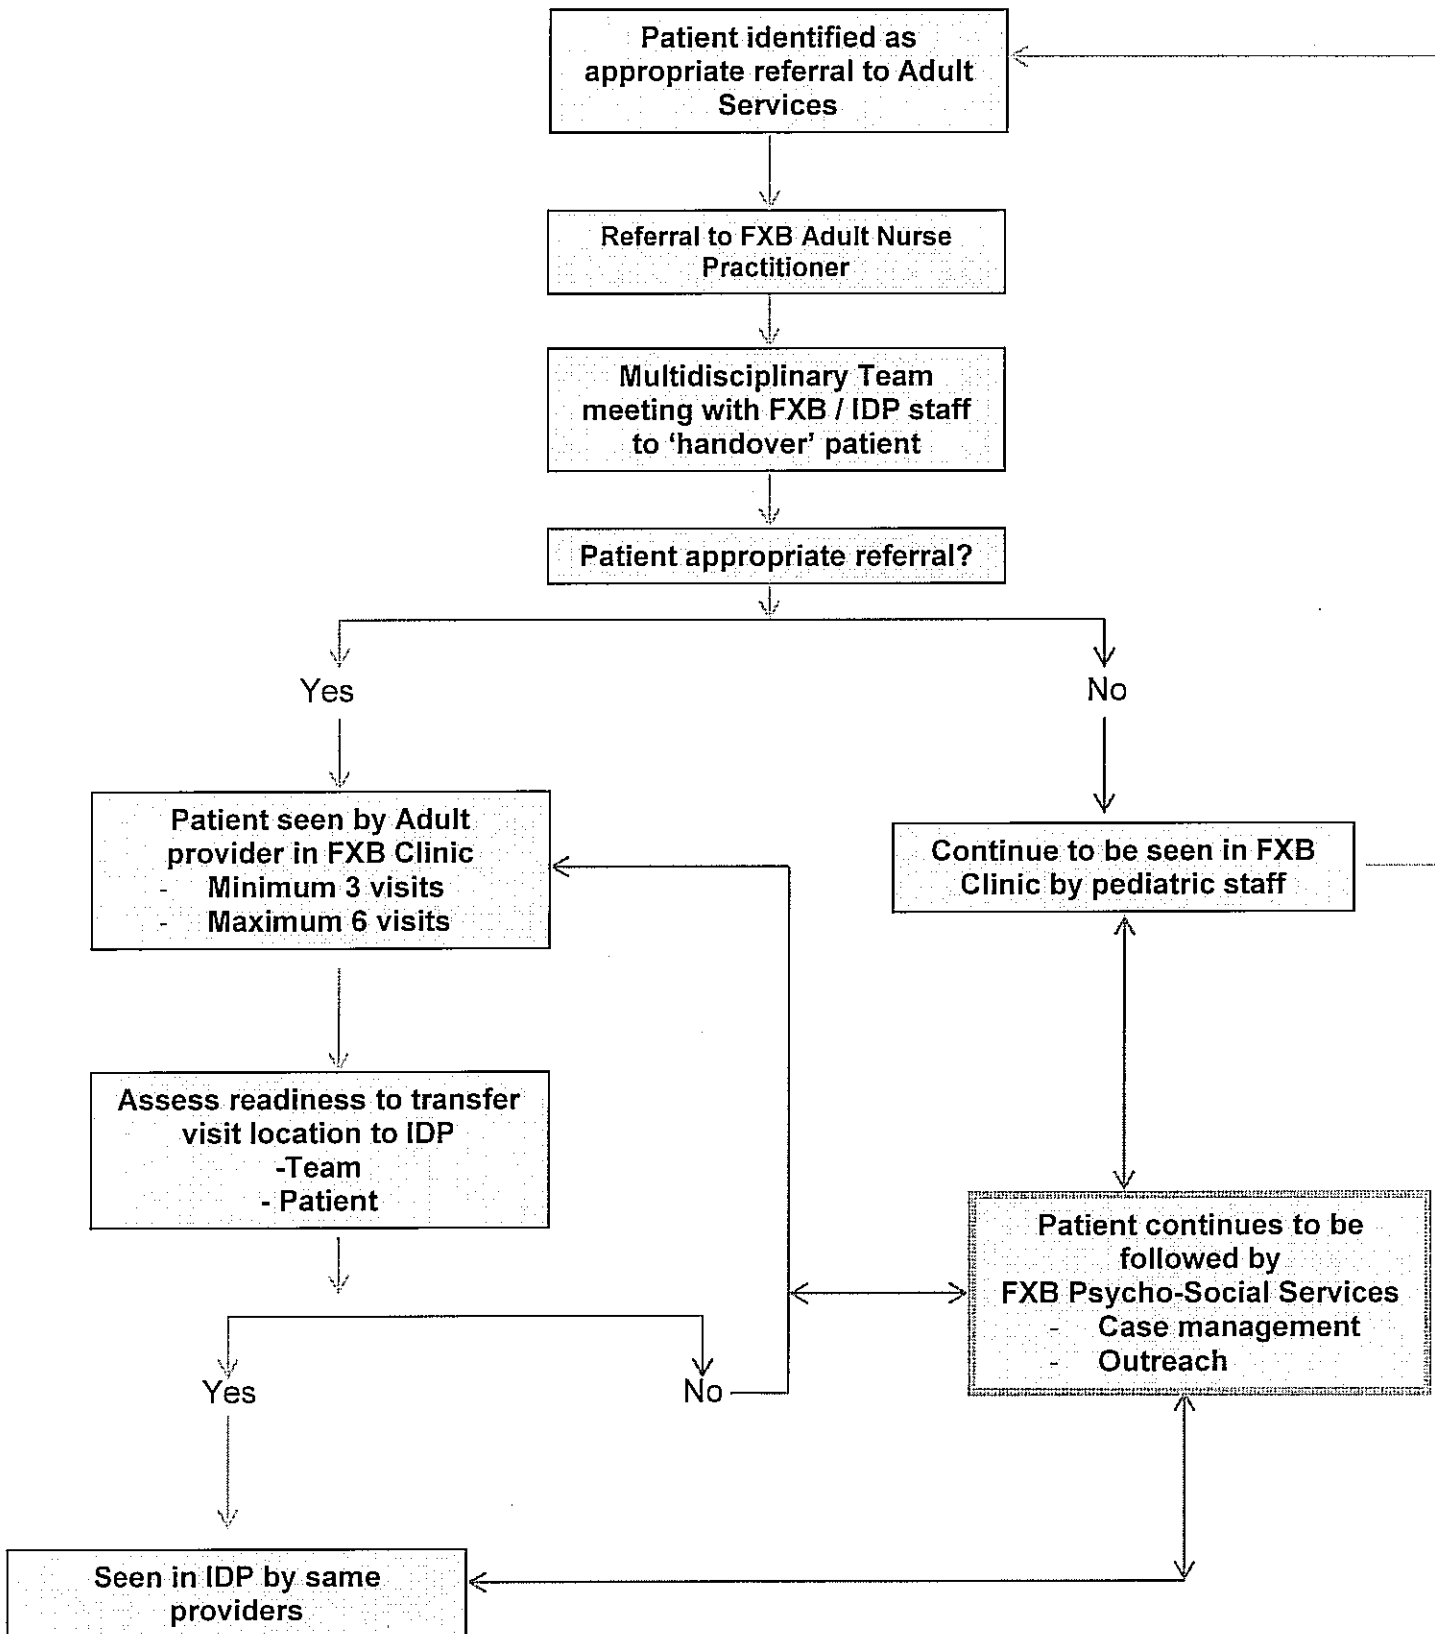 Patient identified as
appropriate referral to Adult
Services
Referral to FXB Adult Nurse
Practitioner
Multidisciplinary Team
meeting with FXB / IDP staff
to ‘handover’ patient
Patient appropriate referral?
Yes
No
Patient seen by Adult
provider in FXB Clinic
- Minimum 3 visits
- Maximum 6 visits
Continue to be seen in FXB
Clinic by pediatric staff
Assess readiness to transfer
visit location to IDP
-Team
- Patient
Patient continues to be
followed by
FXB Psycho-Social Services
- Case management
- Outreach
Yes
No
Seen in IDP by same
providers